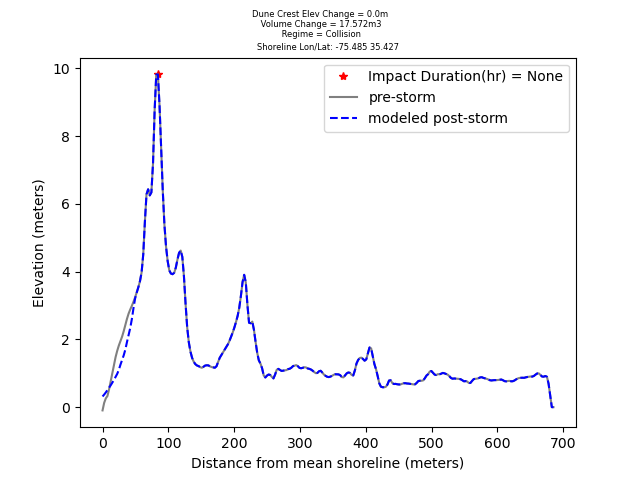 Dune Crest Elev Change = 0.0m
Volume Change = 17.572m3
Regime = Collision
Shoreline Lon/Lat: -75.485 35.427
Impact Duration(hr) = None
pre-storm
modeled post-storm
Elevation (meters)
10
8
6
4
2
0
0 100 200 300 400 500 600 700
Distance from mean shoreline (meters)